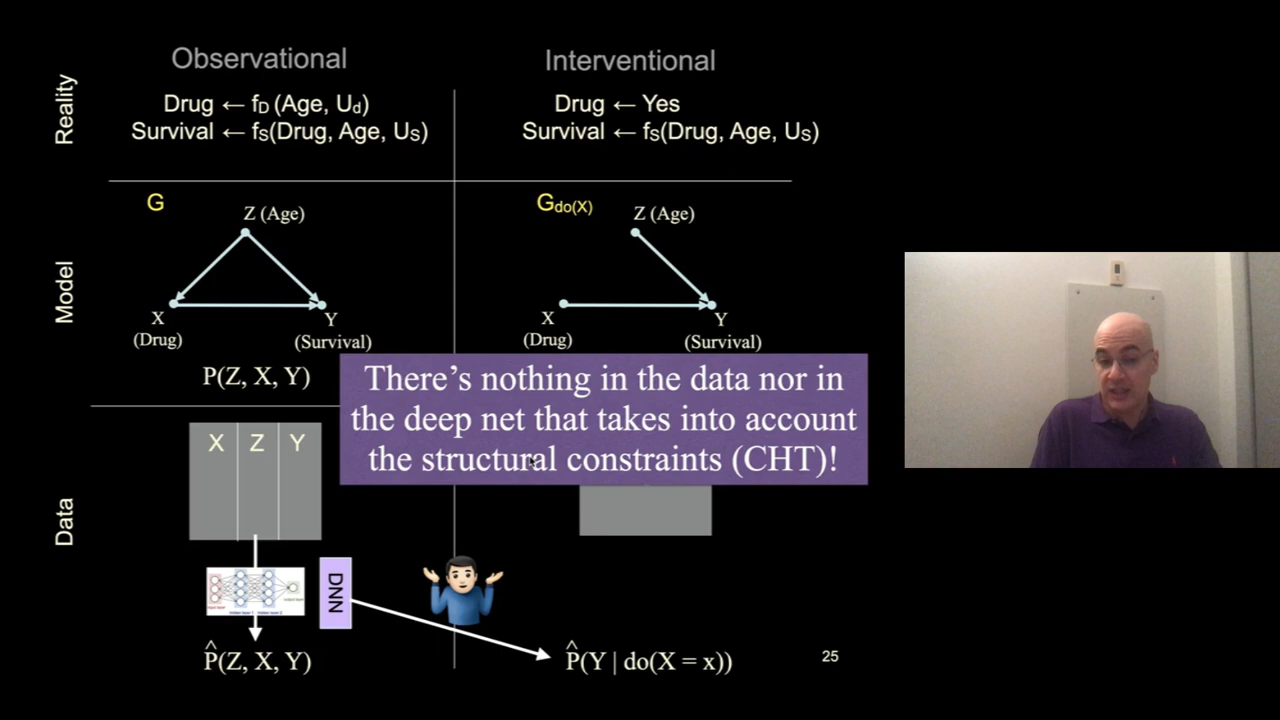 Observational
Interventional
Reality
Drug ← fD (Age, Ud)
Survival ← fS(Drug, Age, US)
Drug ← Yes
Survival ← fS(Drug, Age, US)
Model
G
Z (Age)
X
(Drug)
Y
(Survival)
P(Z, X, Y)
Gdo(X)
Z (Age)
X
(Drug)
Y
(Survival)
There's nothing in the data nor in
the deep net that takes into account
the structural constraints (CHT)!
Data
X Z Y
DNN
P̂(Z, X, Y)
P̂(Y | do(X = x))
25